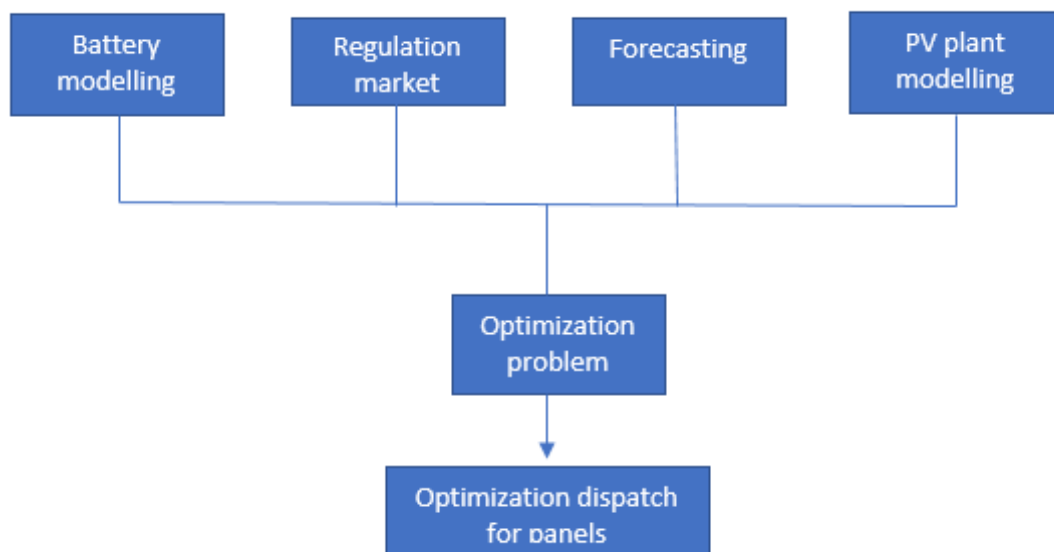 Battery
modelling
Regulation
market
Forecasting
PV plant
modelling
Optimization
problem
Optimization dispatch
for panels